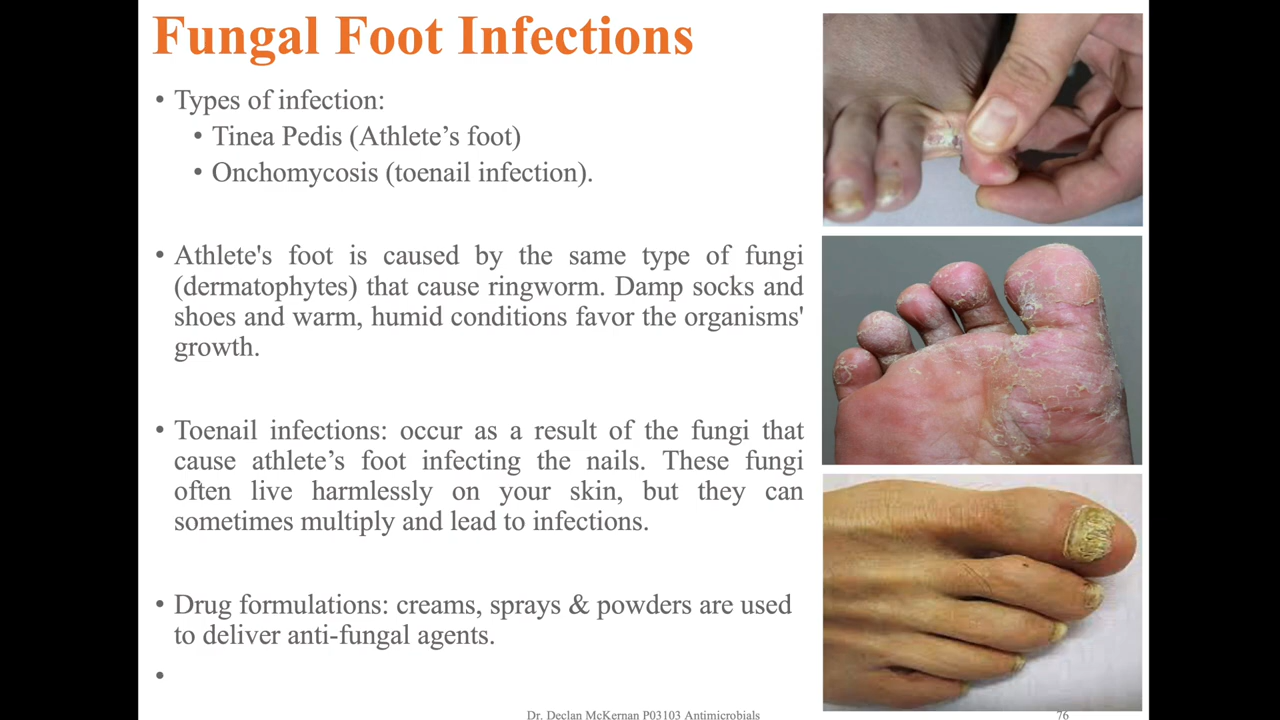 Fungal Foot Infections
• Types of infection:
• Tinea Pedis (Athlete’s foot)
• Onchomycosis (toenail infection).
• Athlete's foot is caused by the same type of fungi
(dermatophytes) that cause ringworm. Damp socks and
shoes and warm, humid conditions favor the organisms'
growth.
• Toenail infections: occur as a result of the fungi that
cause athlete’s foot infecting the nails. These fungi
often live harmlessly on your skin, but they can
sometimes multiply and lead to infections.
• Drug formulations: creams, sprays & powders are used
to deliver anti-fungal agents.
•
Dr. Declan McKernan P03103 Antimicrobials
76